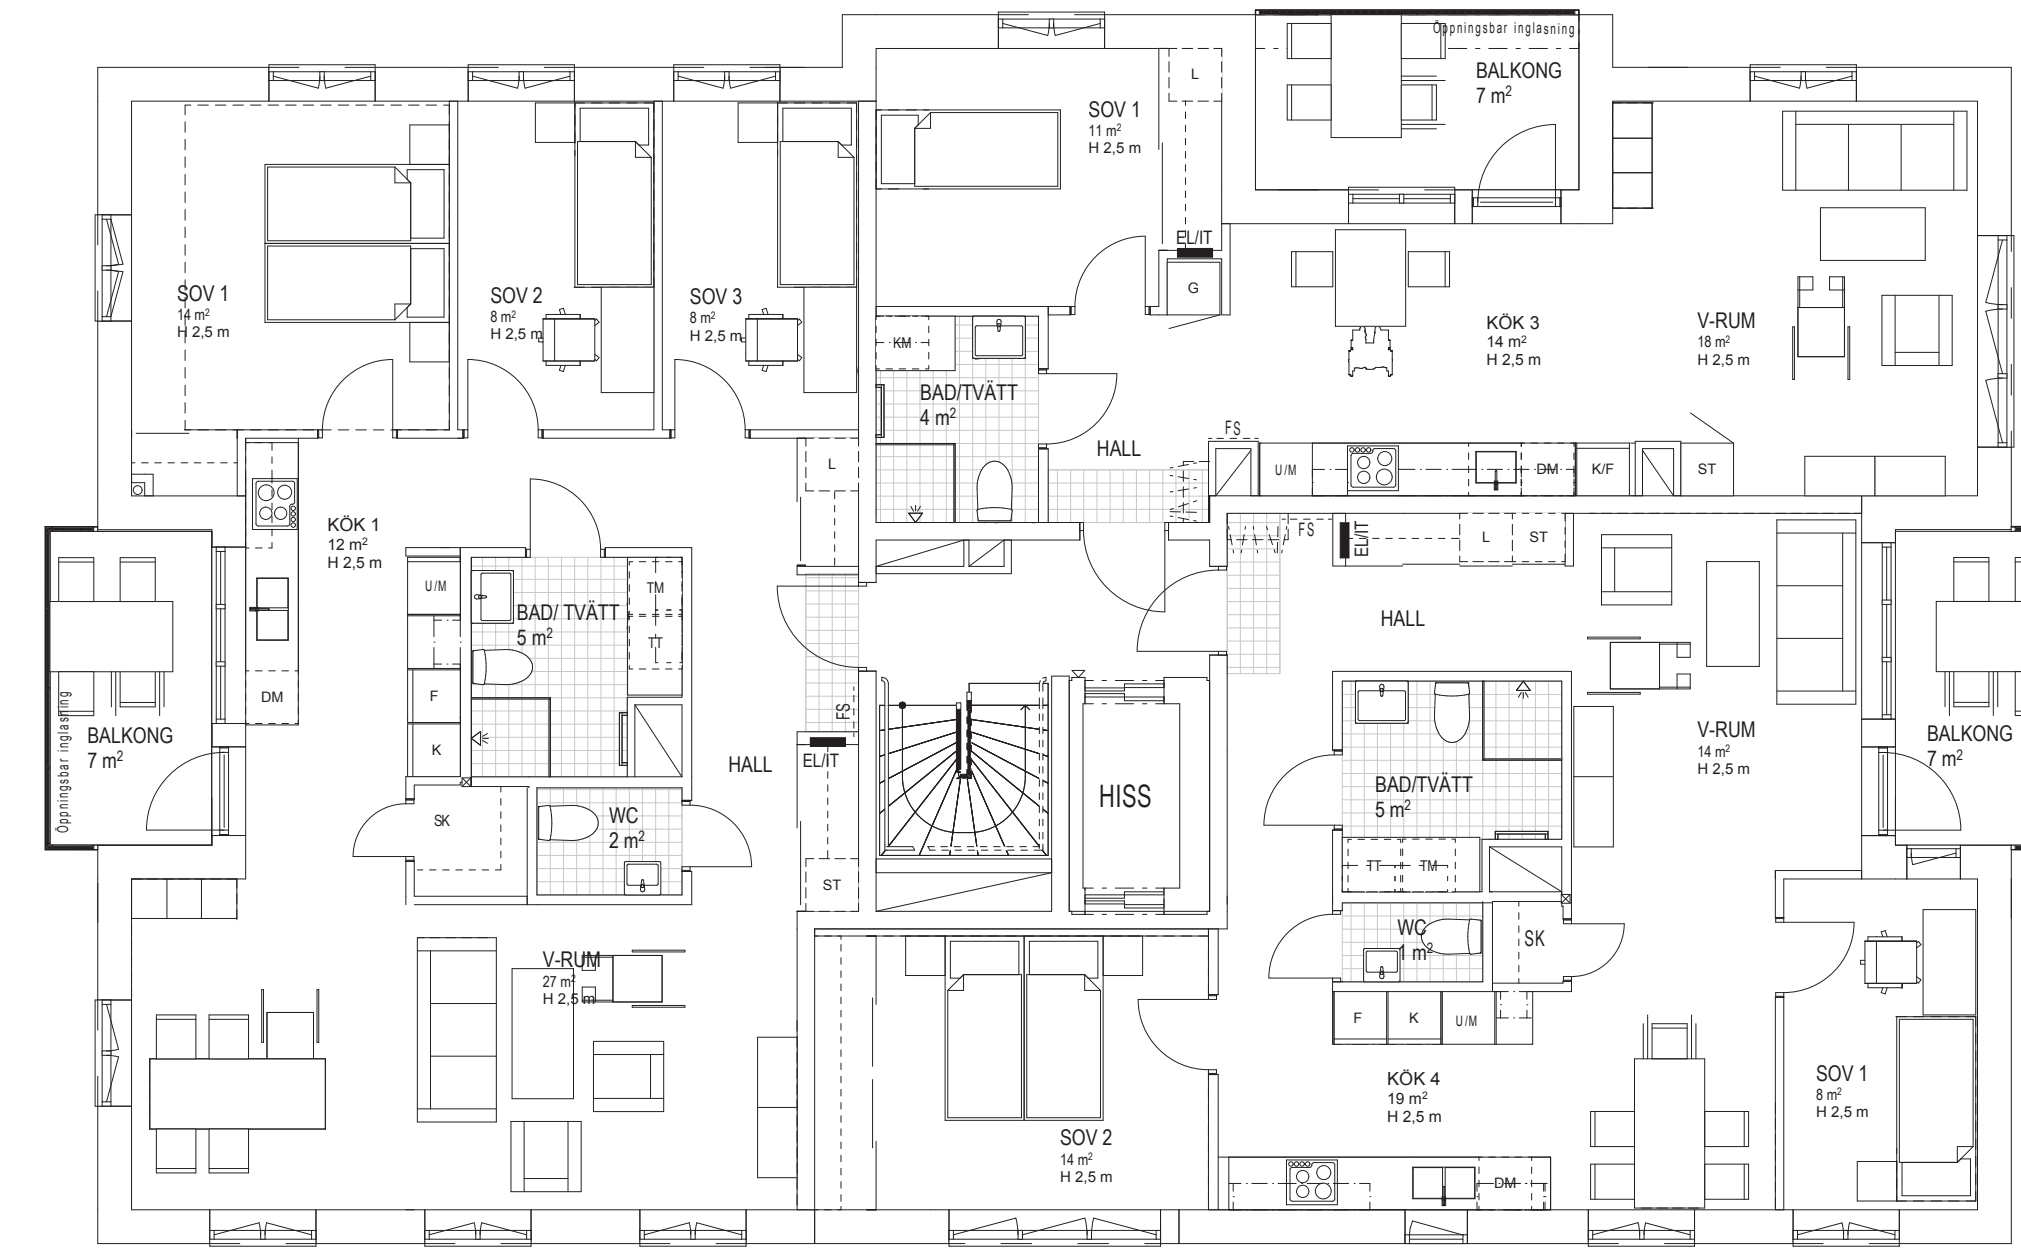 SOV 1
14 m²
H 2,5 m
SOV 2
8 m²
H 2,5 m
SOV 3
8 m²
H 2,5 m
L
KÖK 1
12 m²
H 2,5 m
U/M
F
K
DM
BAD/ TVÄTT
5 m²
TM
TT
BALKONG
7 m²
Öppningsbar inglasning
SK
WC
2 m²
HALL
FS
EL/IT
ST
V-RUM
27 m²
H 2,5 m
SOV 1
11 m²
H 2,5 m
L
EL/IT
G
Öppningsbar inglasning
BALKONG
7 m²
KM
BAD/TVÄTT
4 m²
HALL
FS
KÖK 3
14 m²
H 2,5 m
V-RUM
18 m²
H 2,5 m
U/M
DM
K/F
ST
HISS
FS
EL/IT
L
ST
HALL
V-RUM
14 m²
H 2,5 m
BALKONG
7 m²
BAD/TVÄTT
5 m²
TT
TM
WC
1 m²
SK
F
K
U/M
KÖK 4
19 m²
H 2,5 m
DM
SOV 2
14 m²
H 2,5 m
SOV 1
8 m²
H 2,5 m